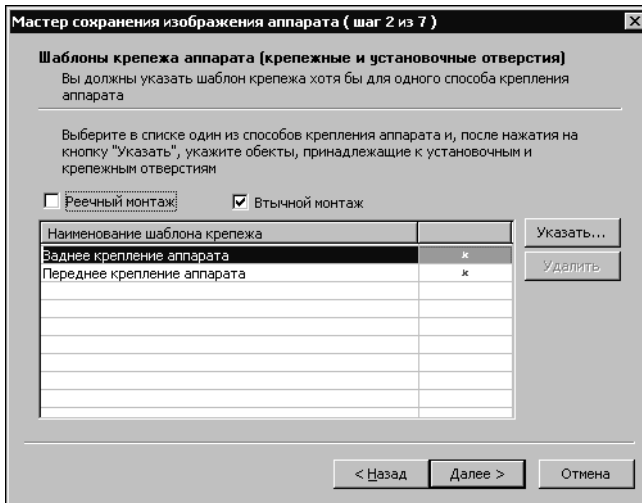 Мастер сохранения изображения аппарата ( шаг 2 из 7 )
Шаблоны крепежа аппарата (крепежные и установочные отверстия)
Вы должны указать шаблон крепежа хотя бы для одного способа крепления
аппарата
Выберите в списке один из способов крепления аппарата и, после нажатия на
кнопку "Указать", укажите обекты, принадлежащие к установочным и
крепежным отверстиям
Реечный монтаж Втычной монтаж
Наименование шаблона крепежа Указать...
Заднее крепление аппарата Удалить
Переднее крепление аппарата
< Назад Далее > Отмена